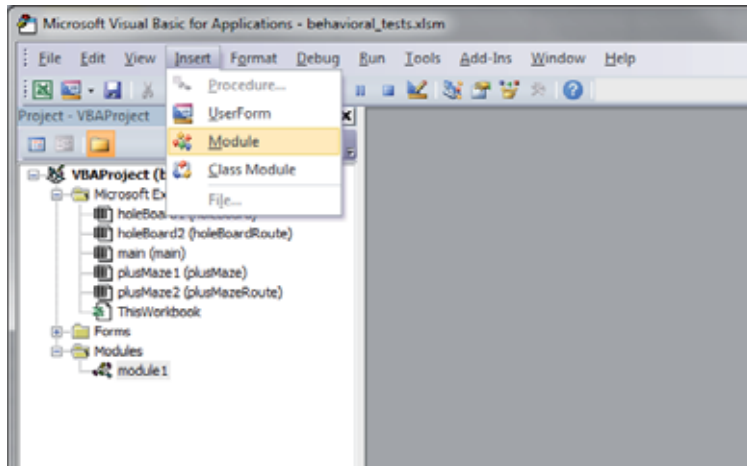 Microsoft Visual Basic for Applications - behavioral_tests.xlsm
File Edit View Insert Format Debug Run Tools Add-Ins Window Help
Procedure...
Project - VBAProject
UserForm
Module
Class Module
File...
VBAProject (b
Microsoft Ex
holeBoard1 (holeBoard)
holeBoard2 (holeBoardRoute)
main (main)
plusMaze1 (plusMaze)
plusMaze2 (plusMazeRoute)
ThisWorkbook
Forms
Modules
module1